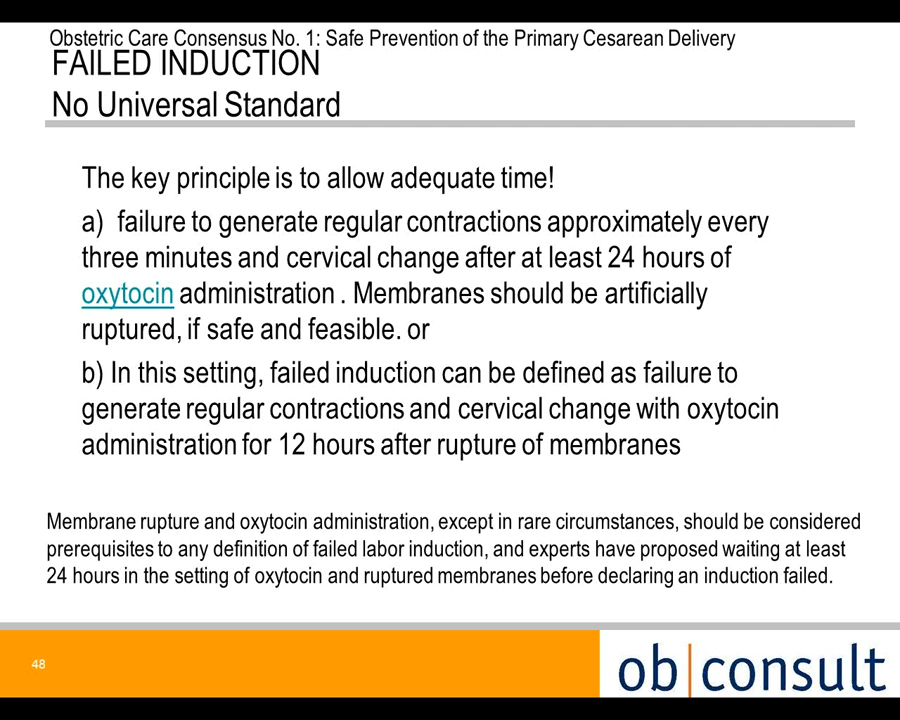 Obstetric Care Consensus No. 1: Safe Prevention of the Primary Cesarean Delivery
FAILED INDUCTION
No Universal Standard
The key principle is to allow adequate time!
a)  failure to generate regular contractions approximately every
three minutes and cervical change after at least 24 hours of
oxytocin administration . Membranes should be artificially
ruptured, if safe and feasible. or
b) In this setting, failed induction can be defined as failure to
generate regular contractions and cervical change with oxytocin
administration for 12 hours after rupture of membranes
Membrane rupture and oxytocin administration, except in rare circumstances, should be considered
prerequisites to any definition of failed labor induction, and experts have proposed waiting at least
24 hours in the setting of oxytocin and ruptured membranes before declaring an induction failed.
48
ob|consult